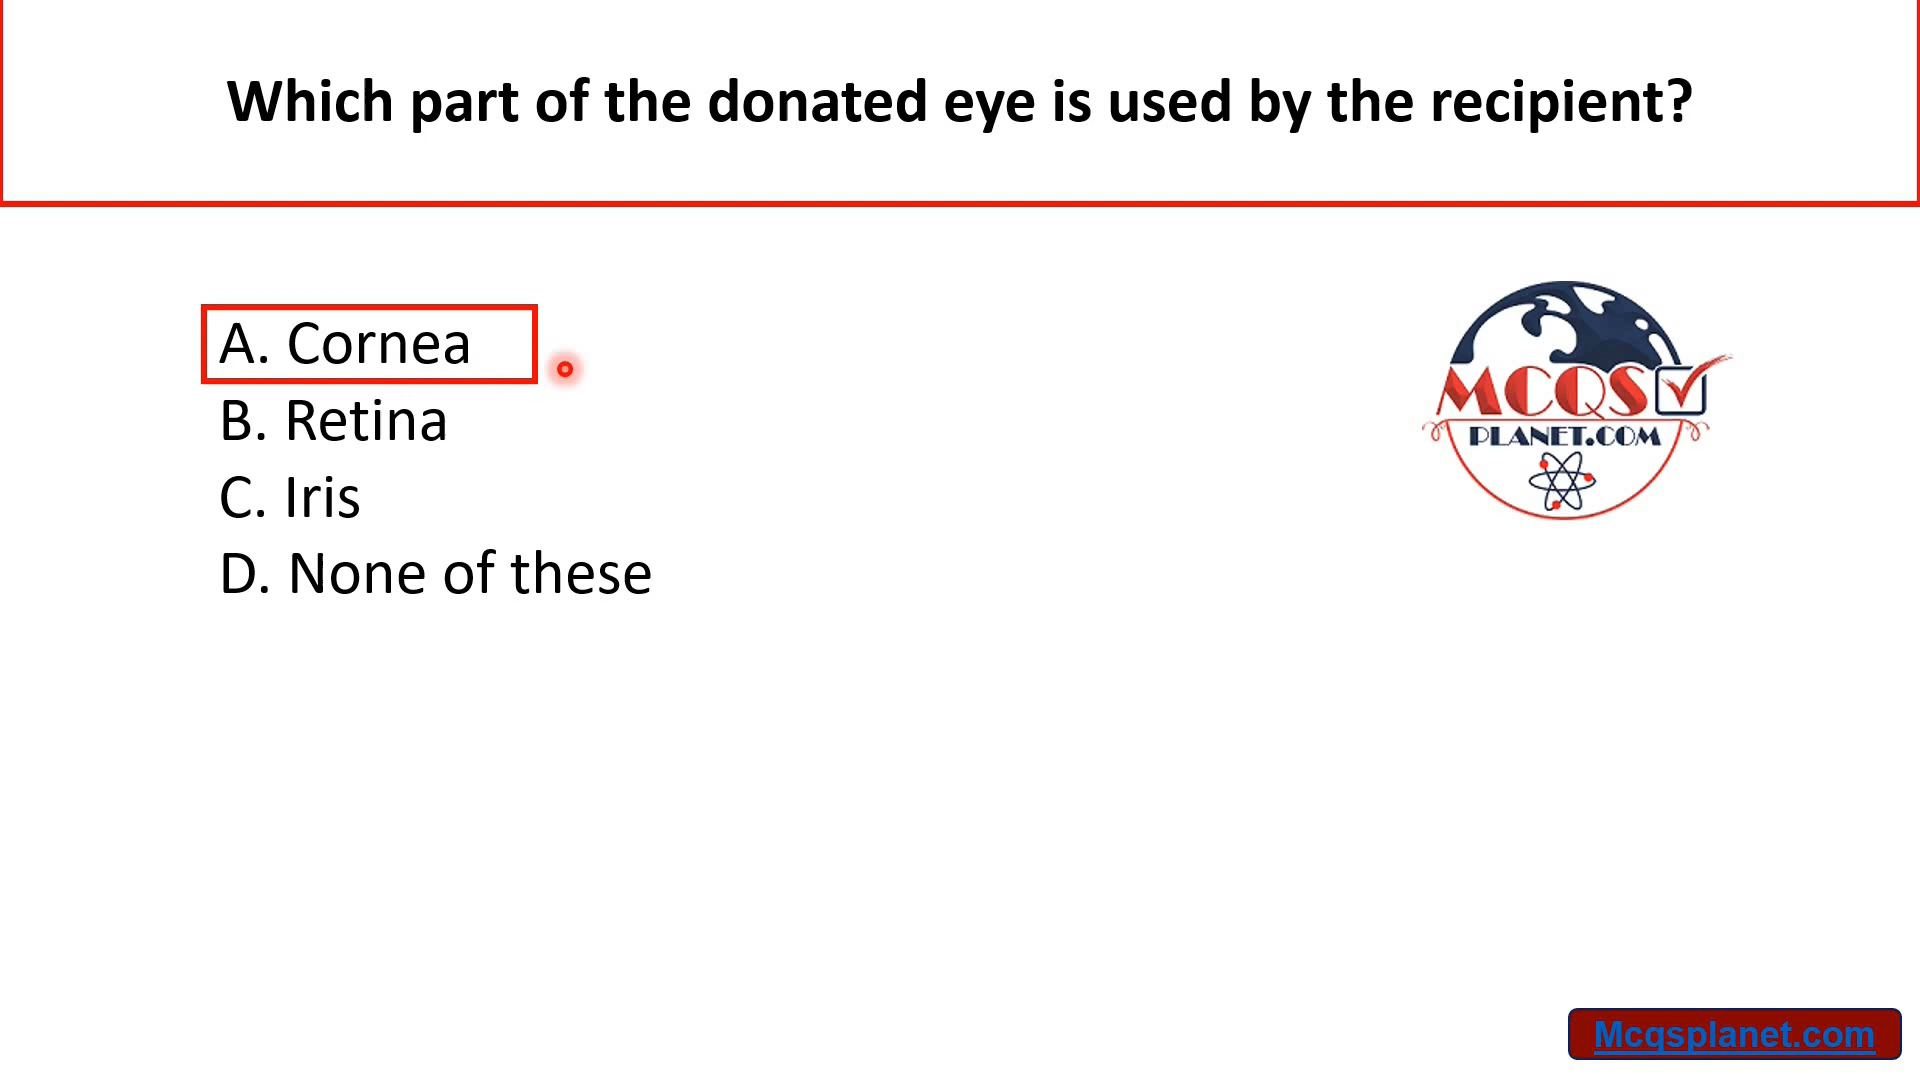 Which part of the donated eye is used by the recipient?
A. Cornea
B. Retina
C. Iris
D. None of these
MCQS
PLANET.COM
Mcqsplanet.com